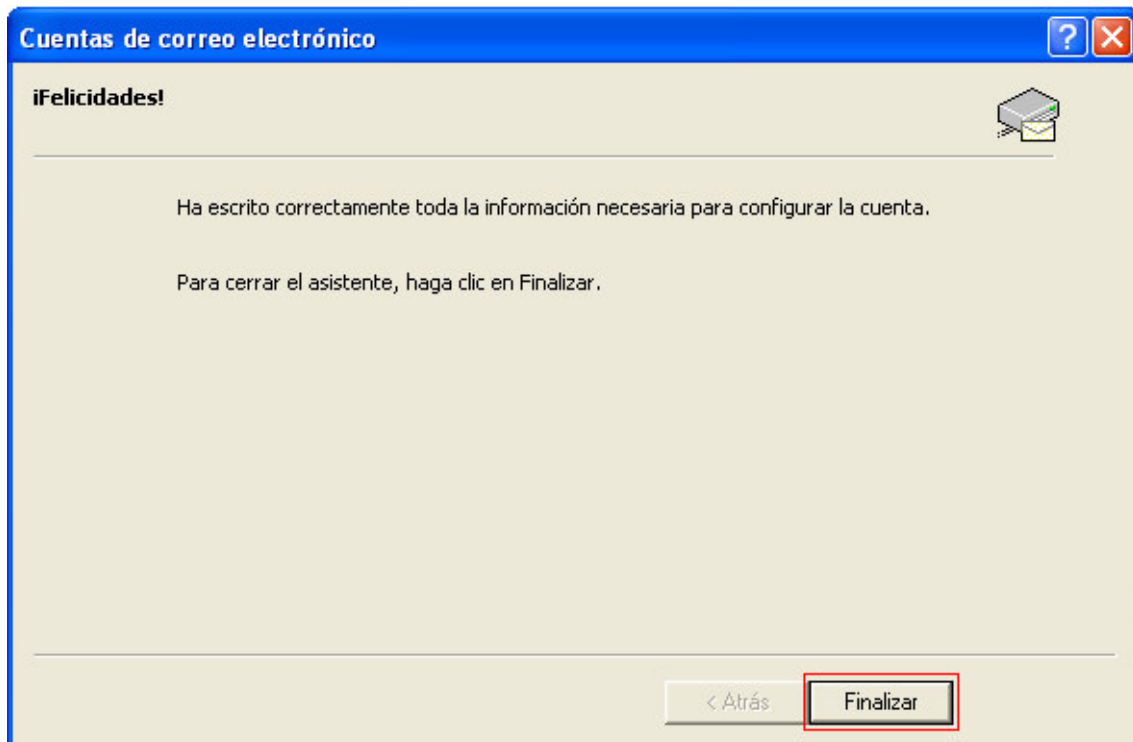 Cuentas de correo electrónico
¡Felicidades!
Ha escrito correctamente toda la información necesaria para configurar la cuenta.
Para cerrar el asistente, haga clic en Finalizar.
< Atrás
Finalizar